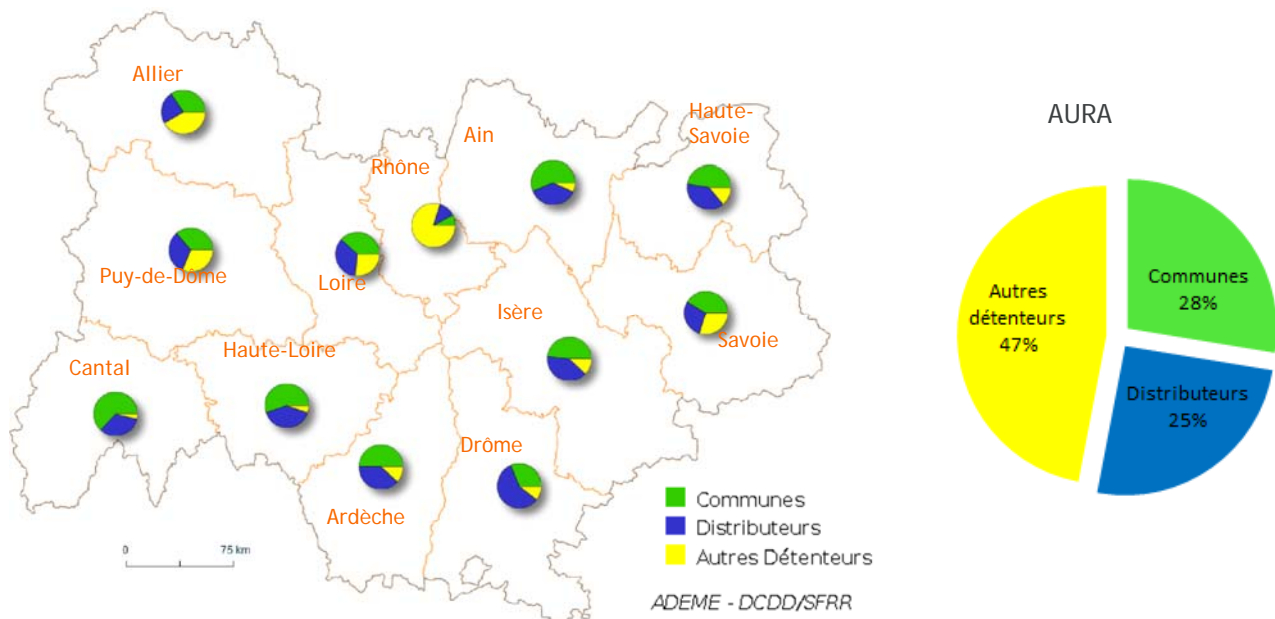 Allier
Ain
Haute-
Savoie
Rhône
Puy-de-Dôme
Loire
Isère
Savoie
Cantal
Haute-Loire
Drôme
Ardèche
0 75 km
Communes
Distributeurs
Autres Détenteurs
ADEME - DCDD/SFRR
AURA
Communes
28%
Autres
détenteurs
47%
Distributeurs
25%